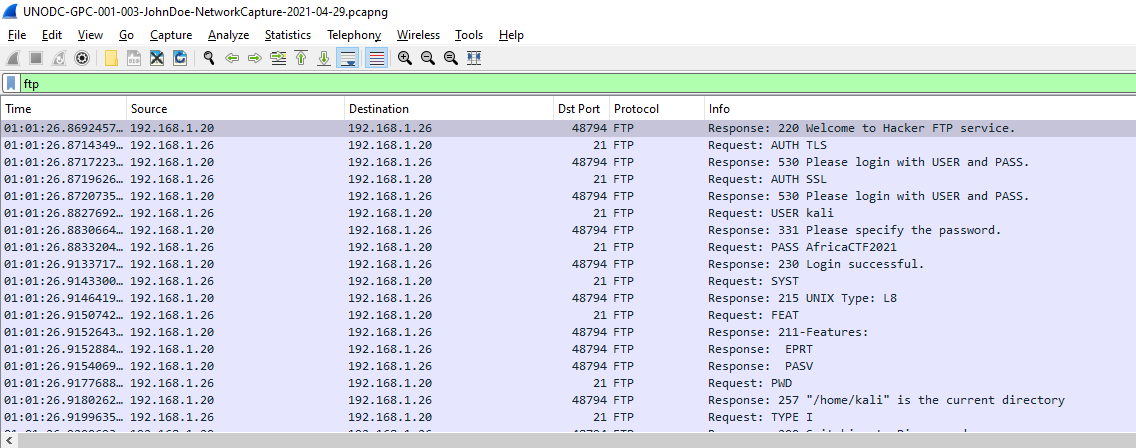 UNODC-GPC-001-003-JohnDoe-NetworkCapture-2021-04-29.pcapng
File Edit View Go Capture Analyze Statistics Telephony Wireless Tools Help
ftp
Time Source Destination Dst Port Protocol Info
01:01:26.8692457… 192.168.1.20 192.168.1.26 48794 FTP Response: 220 Welcome to Hacker FTP service.
01:01:26.8714349… 192.168.1.26 192.168.1.20 21 FTP Request: AUTH TLS
01:01:26.8717223… 192.168.1.20 192.168.1.26 48794 FTP Response: 530 Please login with USER and PASS.
01:01:26.8719626… 192.168.1.26 192.168.1.20 21 FTP Request: AUTH SSL
01:01:26.8720735… 192.168.1.20 192.168.1.26 48794 FTP Response: 530 Please login with USER and PASS.
01:01:26.8827692… 192.168.1.26 192.168.1.20 21 FTP Request: USER kali
01:01:26.8830664… 192.168.1.20 192.168.1.26 48794 FTP Response: 331 Please specify the password.
01:01:26.8833204… 192.168.1.26 192.168.1.20 21 FTP Request: PASS AfricaCTF2021
01:01:26.9133717… 192.168.1.20 192.168.1.26 48794 FTP Response: 230 Login successful.
01:01:26.9143300… 192.168.1.26 192.168.1.20 21 FTP Request: SYST
01:01:26.9146419… 192.168.1.20 192.168.1.26 48794 FTP Response: 215 UNIX Type: L8
01:01:26.9150742… 192.168.1.26 192.168.1.20 21 FTP Request: FEAT
01:01:26.9152643… 192.168.1.20 192.168.1.26 48794 FTP Response: 211-Features:
01:01:26.9152884… 192.168.1.20 192.168.1.26 48794 FTP Response: EPRT
01:01:26.9154069… 192.168.1.20 192.168.1.26 48794 FTP Response: PASV
01:01:26.9177688… 192.168.1.26 192.168.1.20 21 FTP Request: PWD
01:01:26.9180262… 192.168.1.20 192.168.1.26 48794 FTP Response: 257 "/home/kali" is the current directory
01:01:26.9199635… 192.168.1.26 192.168.1.20 21 FTP Request: TYPE I